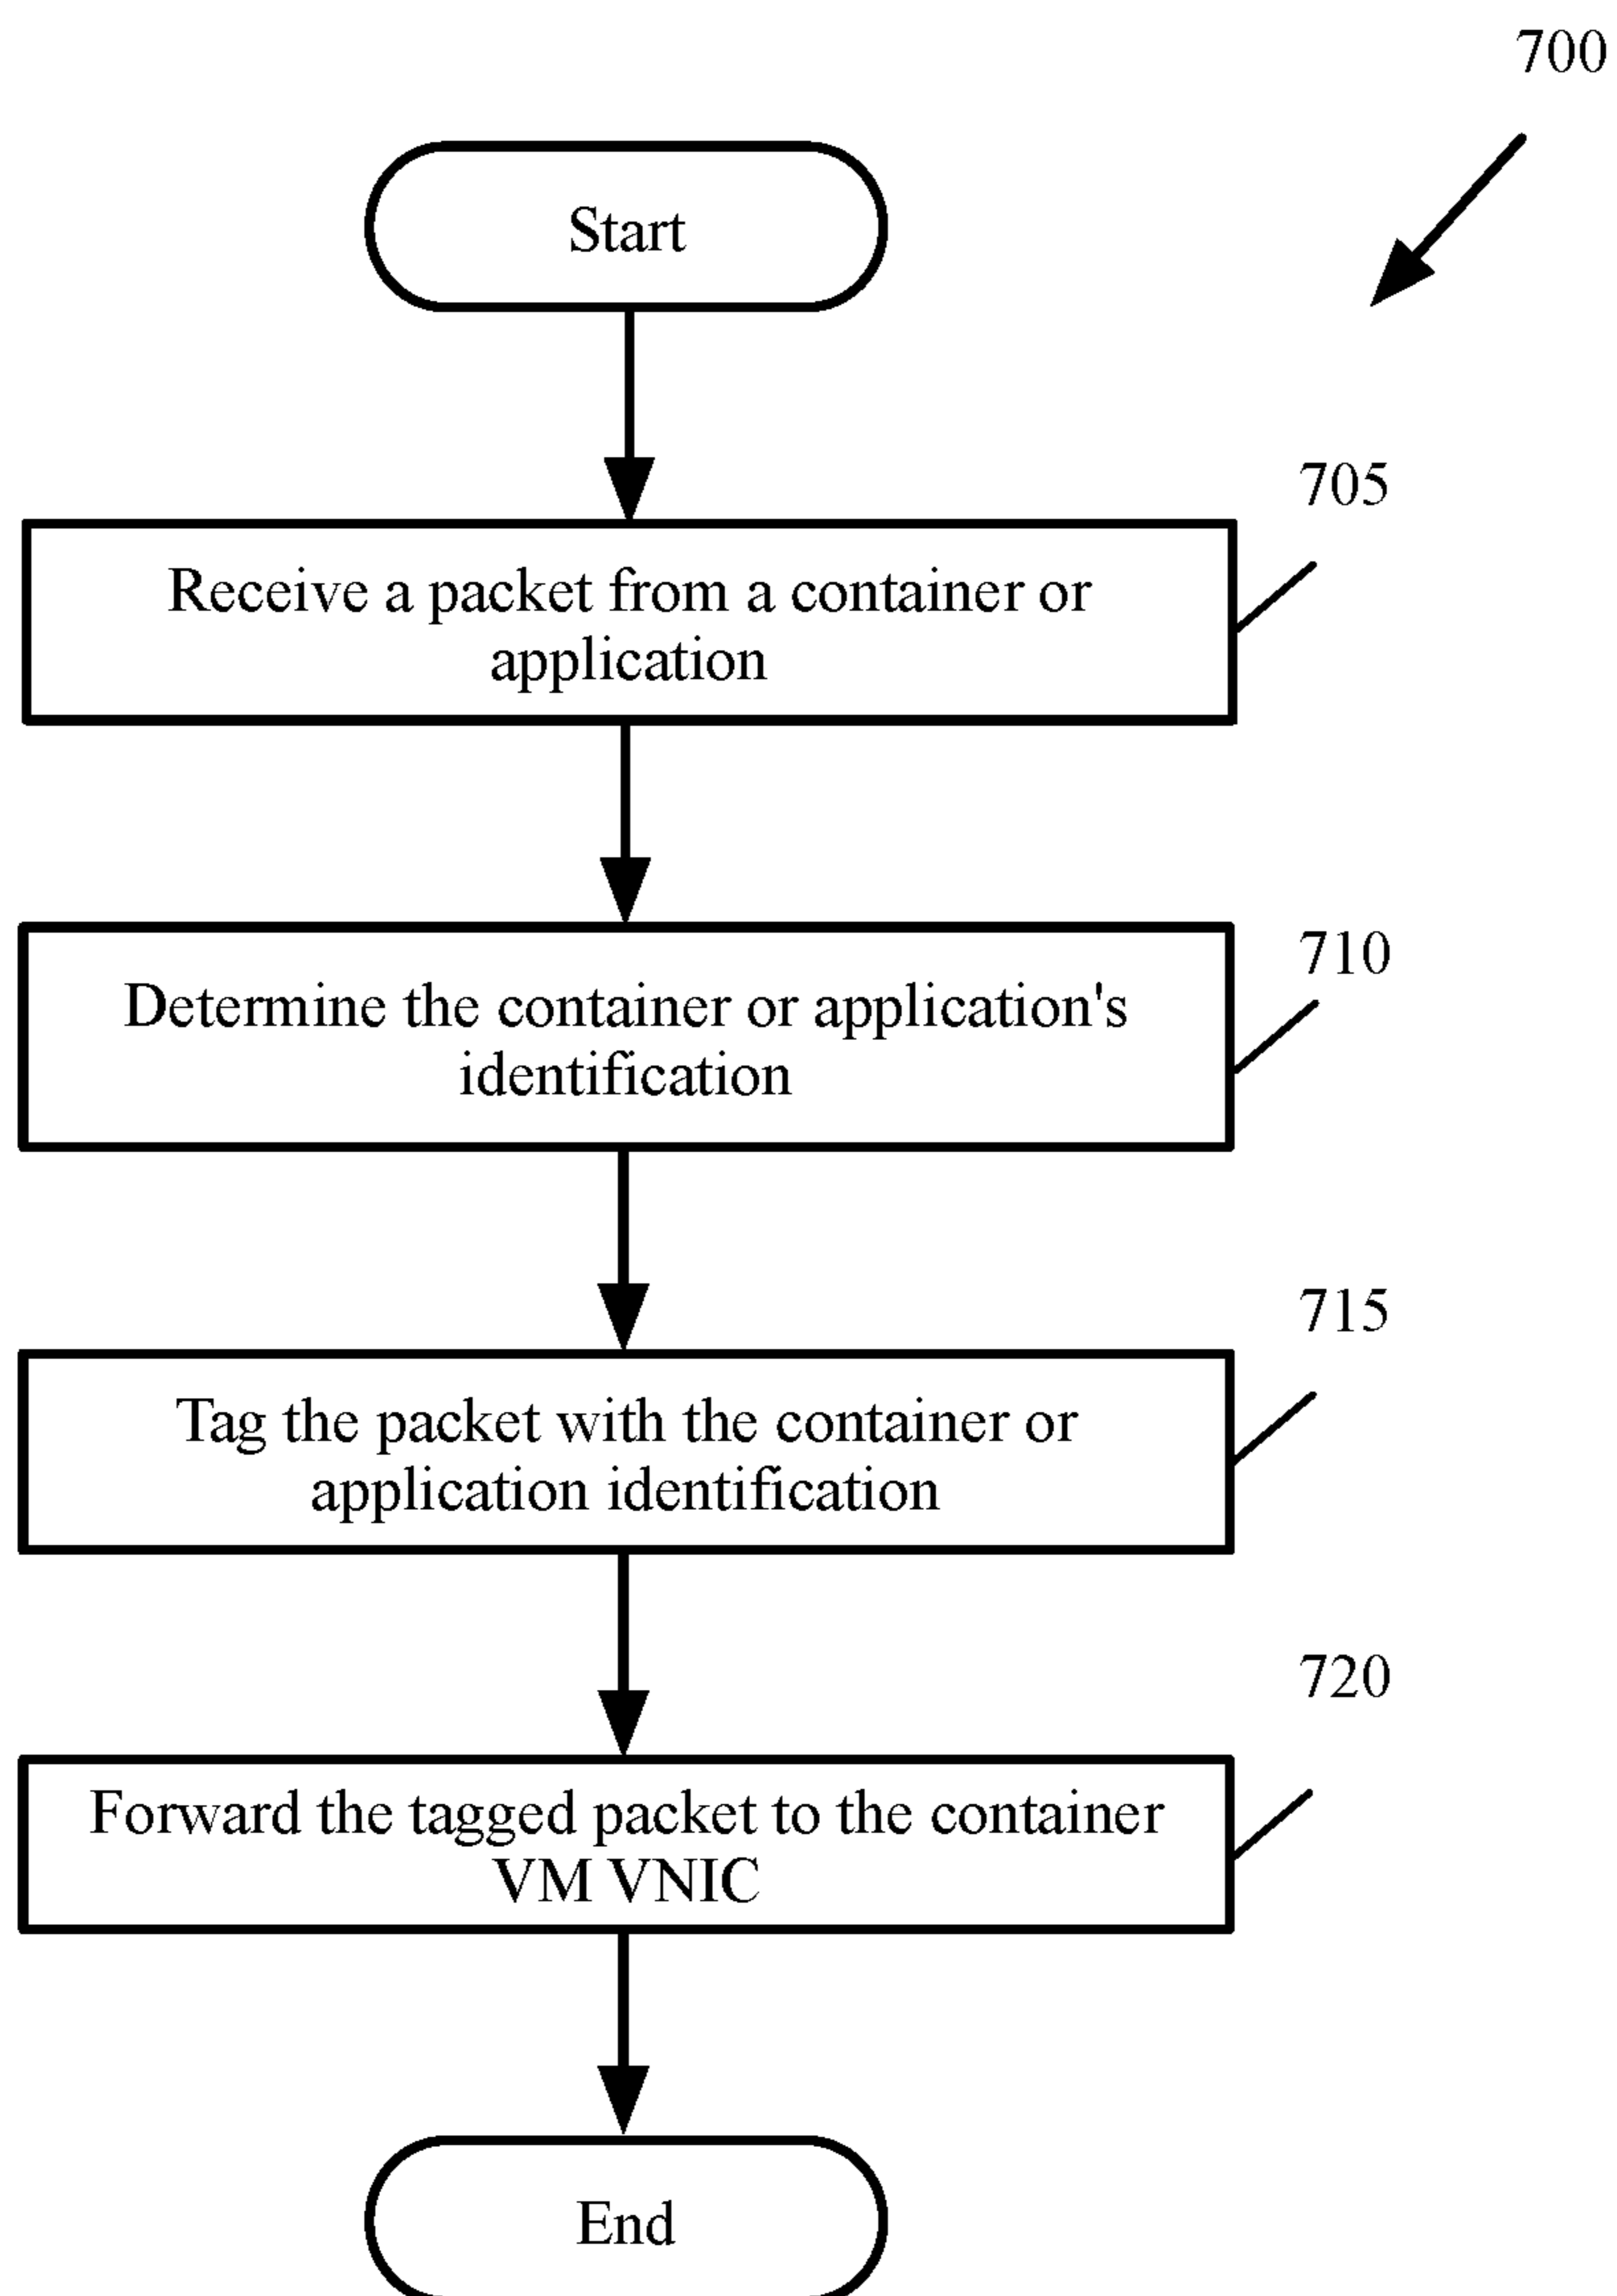 700
Start
705
Receive a packet from a container or
application
710
Determine the container or application's
identification
715
Tag the packet with the container or
application identification
720
Forward the tagged packet to the container
VM VNIC
End